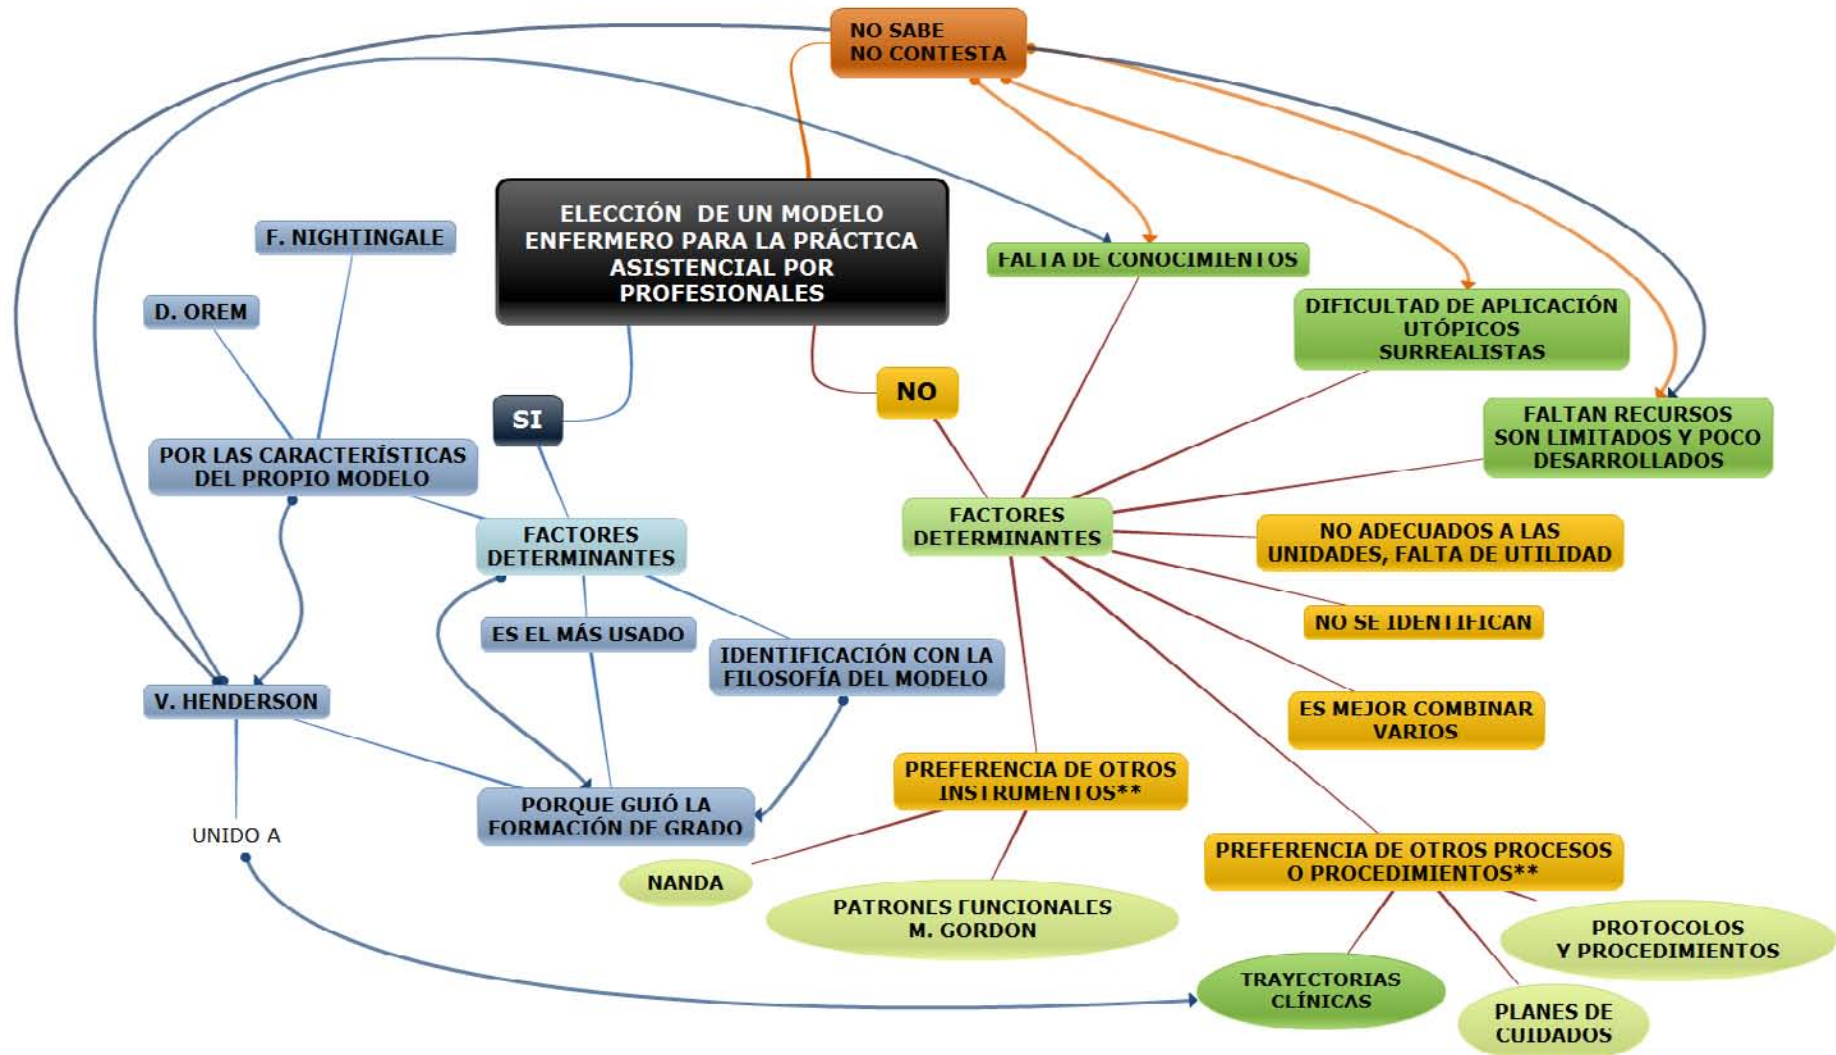 NO SABE
NO CONTESTA
ELECCIÓN DE UN MODELO
ENFERMERO PARA LA PRÁCTICA
ASISTENCIAL POR
PROFESIONALES
F. NIGHTINGALE
D. OREM
FALTA DE CONOCIMIENTOS
DIFICULTAD DE APLICACIÓN
UTÓPICOS
SURREALISTAS
NO
SI
FALTAN RECURSOS
SON LIMITADOS Y POCO
DESARROLLADOS
POR LAS CARACTERÍSTICAS
DEL PROPIO MODELO
FACTORES
DETERMINANTES
FACTORES
DETERMINANTES
NO ADECUADOS A LAS
UNIDADES, FALTA DE UTILIDAD
NO SE IDENTIFICAN
ES EL MÁS USADO
IDENTIFICACIÓN CON LA
FILOSOFÍA DEL MODELO
V. HENDERSON
ES MEJOR COMBINAR
VARIOS
PREFERENCIA DE OTROS
INSTRUMENTOS**
PORQUE GUIÓ LA
FORMACIÓN DE GRADO
UNIDO A
PREFERENCIA DE OTROS PROCESOS
O PROCEDIMIENTOS**
NANDA
PATRONES FUNCIONALES
M. GORDON
PROTOCOLOS
Y PROCEDIMIENTOS
TRAYECTORIAS
CLÍNICAS
PLANES DE
CUIDADOS